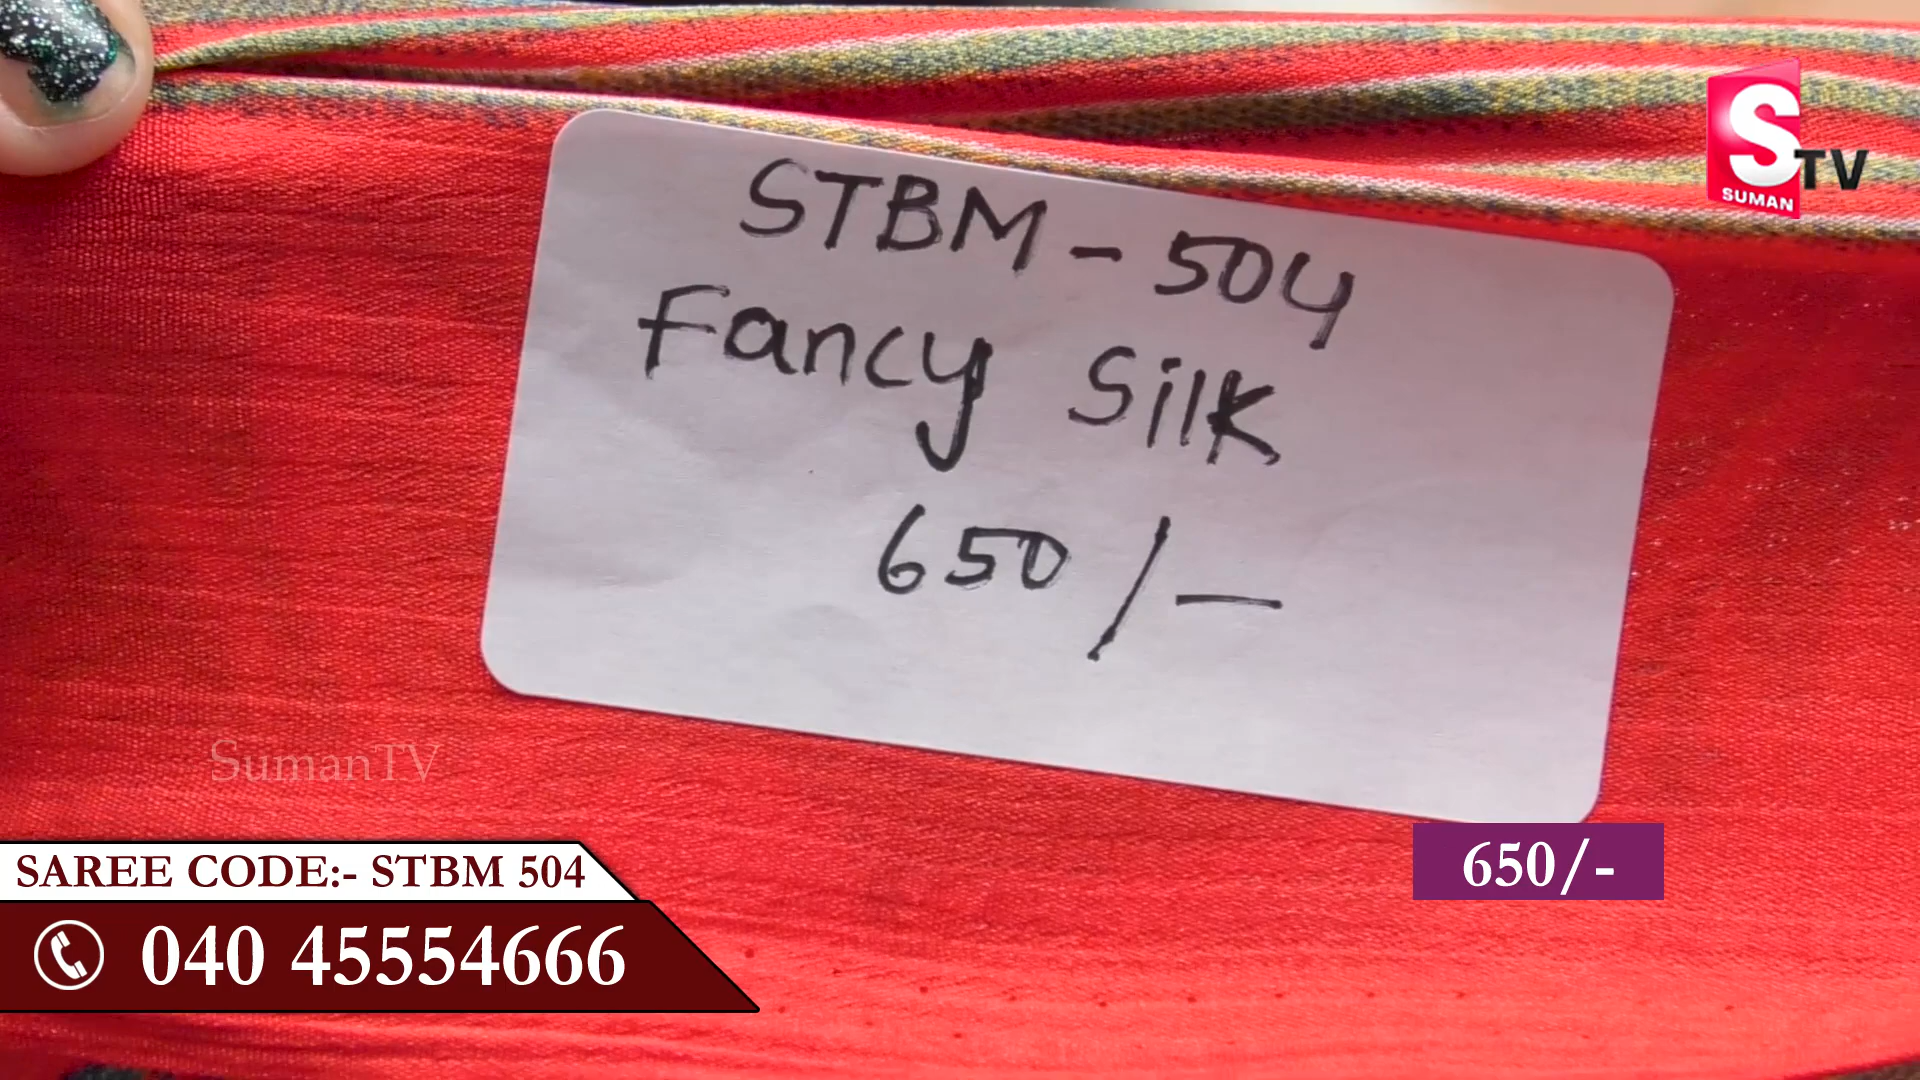 S
SUMAN
TV
STBM - 504
Fancy Silk
650/-
SumanTV
650/-
SAREE CODE:- STBM 504
040 45554666